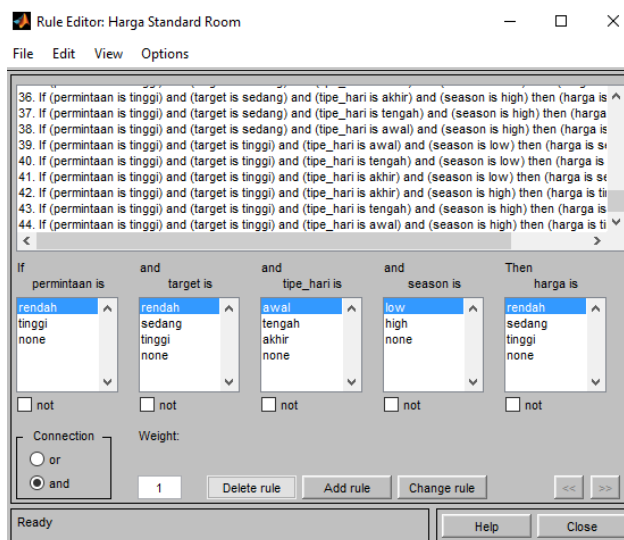 Rule Editor: Harga Standard Room
File Edit View Options
36. If (permintaan is tinggi) and (target is sedang) and (tipe_hari is akhir) and (season is high) then (harga is
37. If (permintaan is tinggi) and (target is sedang) and (tipe_hari is tengah) and (season is high) then (harga
38. If (permintaan is tinggi) and (target is sedang) and (tipe_hari is awal) and (season is high) then (harga is
39. If (permintaan is tinggi) and (target is tinggi) and (tipe_hari is awal) and (season is low) then (harga is se
40. If (permintaan is tinggi) and (target is tinggi) and (tipe_hari is tengah) and (season is low) then (harga is
41. If (permintaan is tinggi) and (target is tinggi) and (tipe_hari is akhir) and (season is low) then (harga is se
42. If (permintaan is tinggi) and (target is tinggi) and (tipe_hari is akhir) and (season is high) then (harga is ti
43. If (permintaan is tinggi) and (target is tinggi) and (tipe_hari is tengah) and (season is high) then (harga is
44. If (permintaan is tinggi) and (target is tinggi) and (tipe_hari is awal) and (season is high) then (harga is ti
If and and and Then
permintaan is target is tipe_hari is season is harga is
rendah rendah awal low rendah
tinggi sedang tengah high sedang
none tinggi akhir none tinggi
none none none
not not not not not
Connection Weight:
or
and 1 Delete rule Add rule Change rule << >>
Ready Help Close